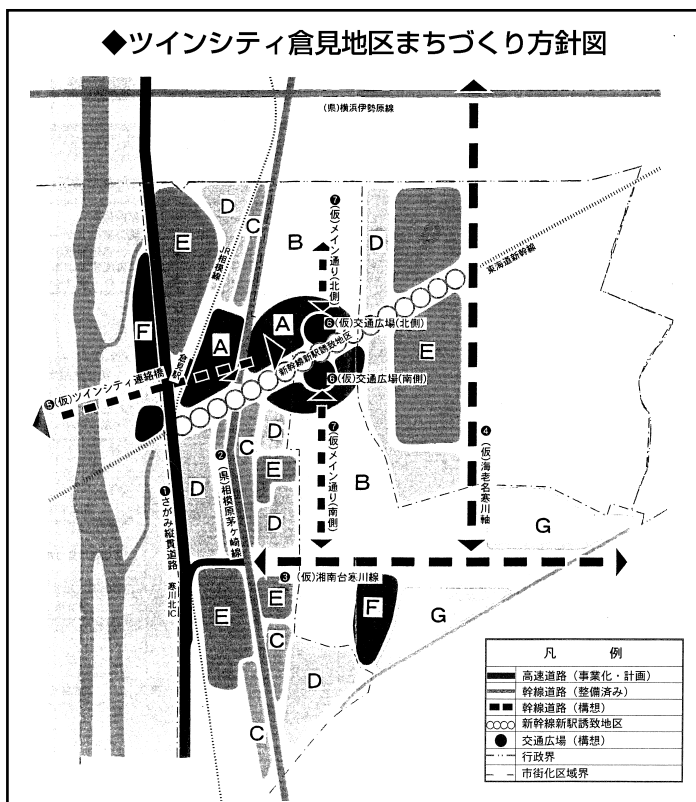 ◆ツインシティ倉見地区まちづくり方針図
(県)横浜伊勢原線
D
C
E
JR相模線
B
❼(仮)メイン通り(北側)
D
東海道新幹線
F
A
A
❻(仮)交通広場(北側)
倉見駅
新幹線新駅誘致地区
E
❺(仮)ツインシティ連絡橋
❻(仮)交通広場(南側)
❹(仮)海老名寒川軸
C
D
❼(仮)メイン通り(南側)
❷(県)相模原茅ヶ崎線
B
E
D
❶さがみ縦貫道路
寒川北IC
D
G
❸(仮)湘南台寒川線
E
E
F
G
C
D
C
凡 例
高速道路(事業化・計画)
幹線道路(整備済み)
幹線道路(構想)
新幹線新駅誘致地区
交通広場(構想)
行政界
市街化区域界